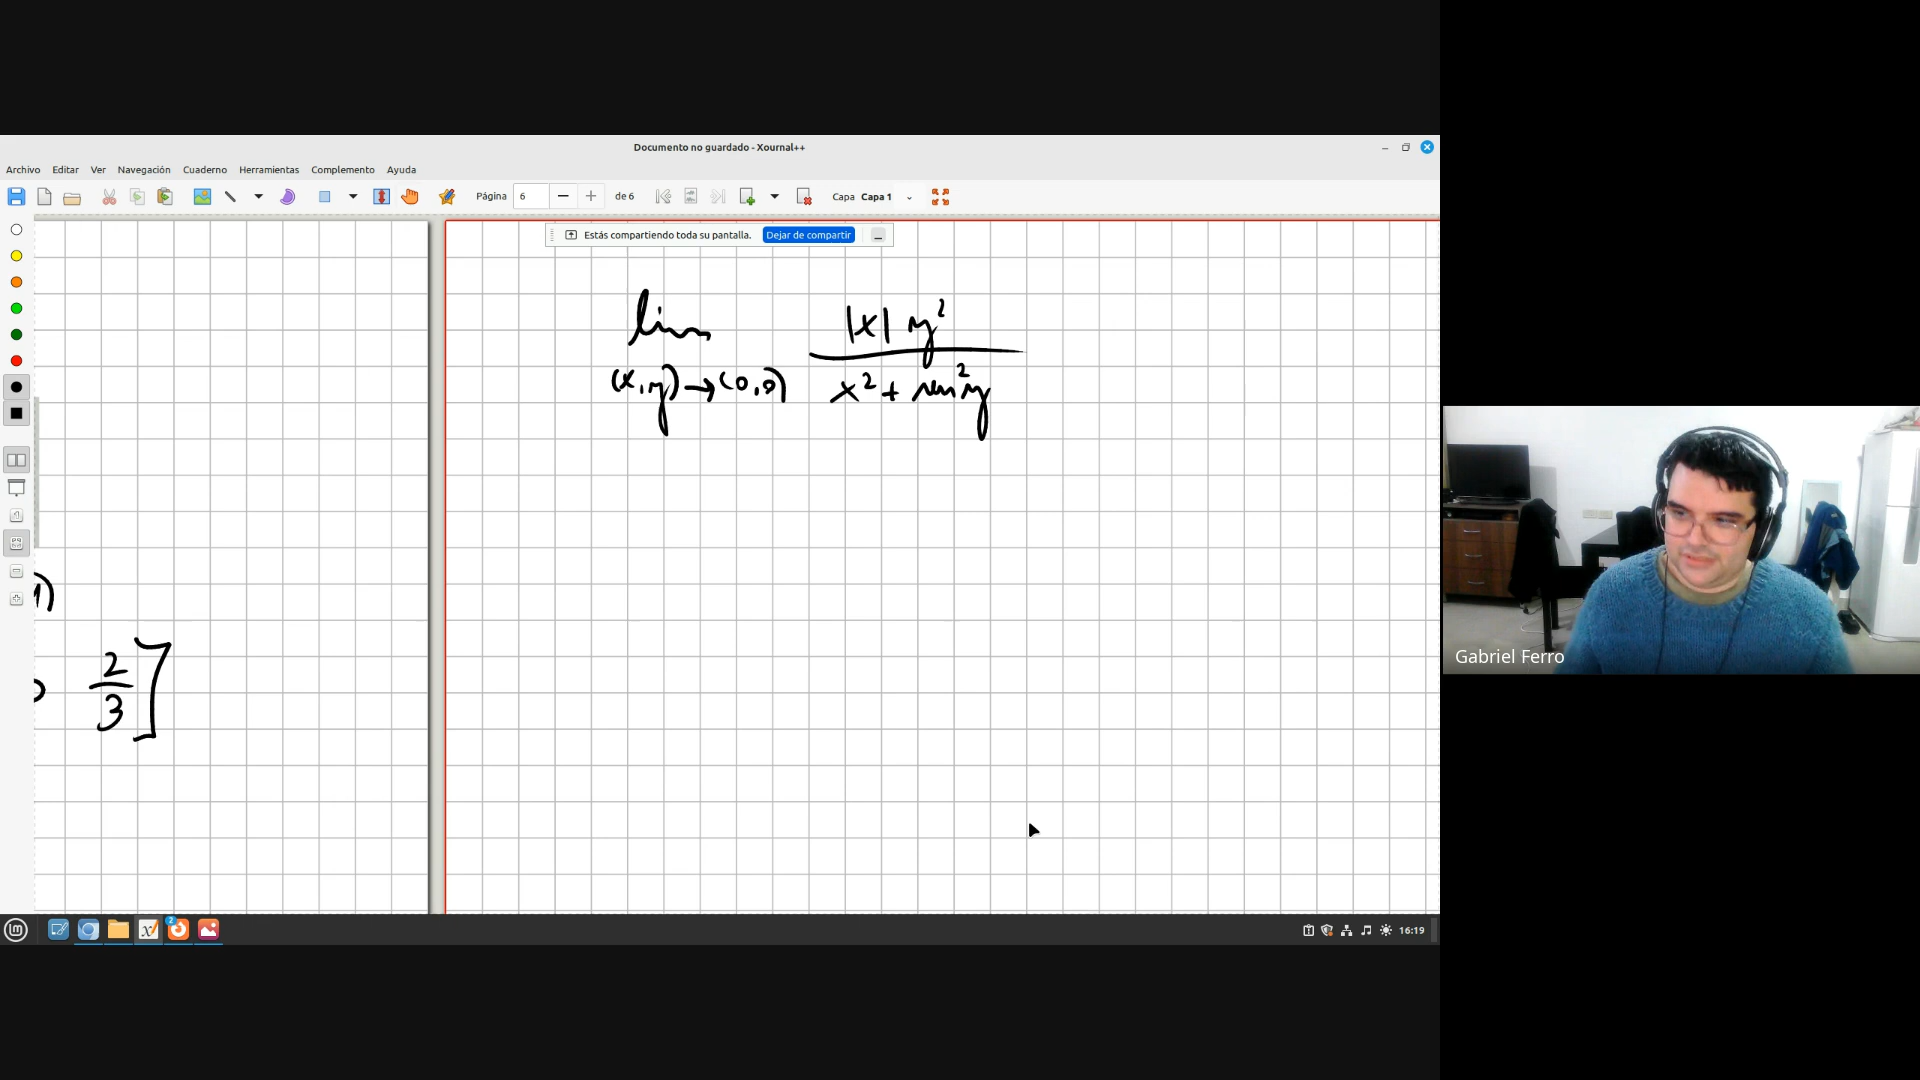 Documento no guardado - Xournal++
Archivo Editar Ver Navegación Cuaderno Herramientas Complemento Ayuda
Página 6 de 6 Capa Capa 1
Estás compartiendo toda su pantalla. Dejar de compartir
lim |x| y²
(x,y)→(0,0) x² + sen²y
1)
2
3 ]
Gabriel Ferro
2
16:19